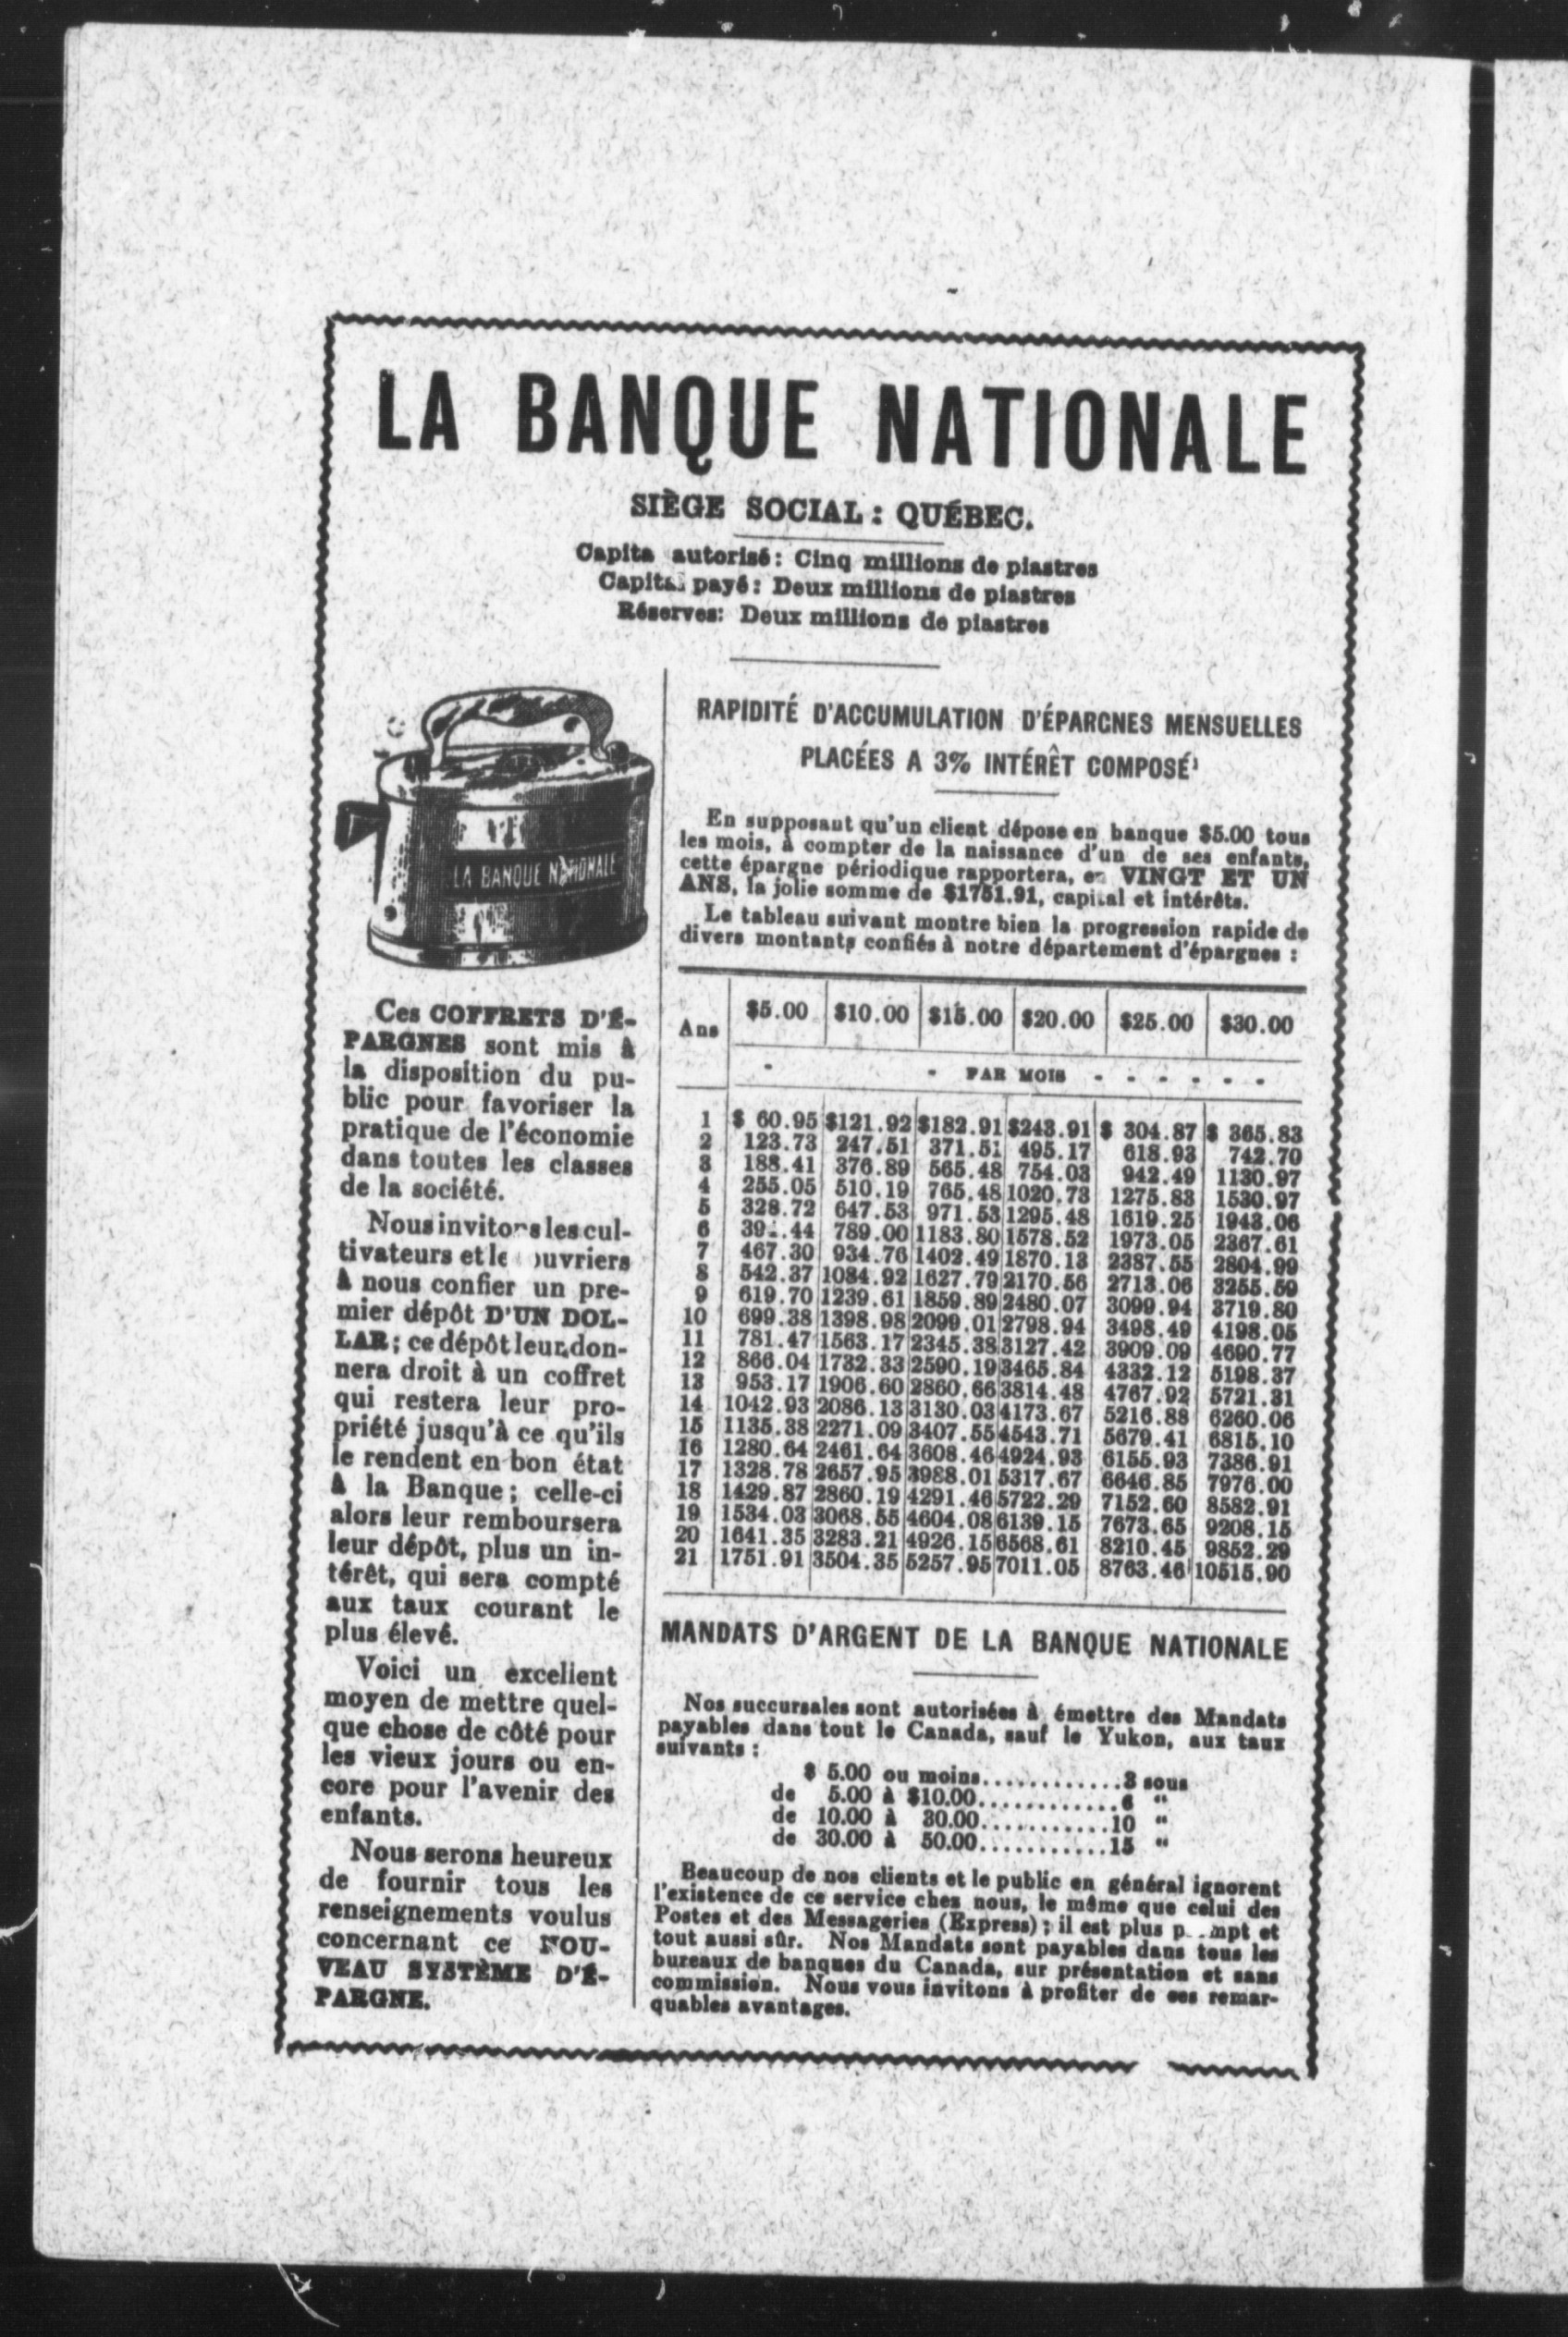 LA BANQUE NATIONALE
SIÈGE SOCIAL : QUÉBEC.
Capita autorisé: Cinq millions de piastres
Capital payé: Deux millions de piastres
Réserves: Deux millions de piastres
LA BANQUE NATIONALE
Ces COFFRETS D'É-
PARGNES sont mis à
la disposition du pu-
blic pour favoriser la
pratique de l'économie
dans toutes les classes
de la société.
Nous invitons les cul-
tivateurs et le ouvriers
à nous confier un pre-
mier dépôt D'UN DOL-
LAR; ce dépôt leur don-
nera droit à un coffret
qui restera leur pro-
priété jusqu'à ce qu'ils
le rendent en bon état
à la Banque; celle-ci
alors leur remboursera
leur dépôt, plus un in-
térêt, qui sera compté
aux taux courant le
plus élevé.
Voici un excellent
moyen de mettre quel-
que chose de côté pour
les vieux jours ou en-
core pour l'avenir des
enfants.
Nous serons heureux
de fournir tous les
renseignements voulus
concernant ce NOU-
VEAU SYSTÈME D'É-
PARGNE.
RAPIDITÉ D'ACCUMULATION D'ÉPARGNES MENSUELLES
PLACÉES A 3% INTÉRÊT COMPOSÉ
En supposant qu'un client dépose en banque $5.00 tous
les mois, à compter de la naissance d'un de ses enfants,
cette épargne périodique rapportera, en VINGT ET UN
ANS, la jolie somme de $1751.91, capital et intérêts.
Le tableau suivant montre bien la progression rapide de
divers montants confiés à notre département d'épargnes :
Ans $5.00 $10.00 $15.00 $20.00 $25.00 $30.00
- - PAR MOIS - - - - - -
1 $ 60.95 $121.92 $182.91 $243.91 $ 304.87 $ 365.83
2 123.73 247.51 371.51 495.17 618.93 742.70
3 188.41 376.89 565.48 754.03 942.49 1130.97
4 255.05 510.19 765.48 1020.73 1275.83 1530.97
5 328.72 647.53 971.53 1295.48 1619.25 1943.06
6 789.00 1183.80 1578.52 1973.05 2367.61
7 467.30 934.76 1402.49 1870.13 2387.55 2804.99
8 542.37 1084.92 1627.79 2170.56 2713.06 3255.59
9 619.70 1239.61 1859.89 2480.07 3099.94 3719.80
10 699.38 1398.98 2099.01 2798.94 3498.49 4198.05
11 781.47 1563.17 2345.38 3127.42 3909.09 4690.77
12 866.04 1732.33 2590.19 3465.84 4332.12 5198.37
13 953.17 1906.60 2860.66 3814.48 4767.92 5721.31
14 1042.93 2086.13 3130.03 4173.67 5216.88 6260.06
15 1135.38 2271.09 3407.55 4543.71 5679.41 6815.10
16 1280.64 2461.64 3608.46 4924.93 6155.93 7386.91
17 1328.78 2657.95 3988.01 5317.67 6646.85 7976.00
18 1429.87 2860.19 4291.46 5722.29 7152.60 8582.91
19 1534.03 3068.55 4604.08 6139.15 7673.65 9208.15
20 1641.35 3283.21 4926.15 6568.61 8210.45 9852.29
21 1751.91 3504.35 5257.95 7011.05 8763.46 10515.90
MANDATS D'ARGENT DE LA BANQUE NATIONALE
Nos succursales sont autorisées à émettre des Mandats
payables dans tout le Canada, sauf le Yukon, aux taux
suivants :
$ 5.00 ou moins............3 sous
de 5.00 à $10.00............6 "
de 10.00 à 30.00...........10 "
de 30.00 à 50.00...........15 "
Beaucoup de nos clients et le public en général ignorent
l'existence de ce service chez nous, le même que celui des
Postes et des Messageries (Express); il est plus et
tout aussi sûr. Nos Mandats sont payables dans tous les
bureaux de banques du Canada, sur présentation et sans
commission. Nous vous invitons à profiter de ces remar-
quables avantages.